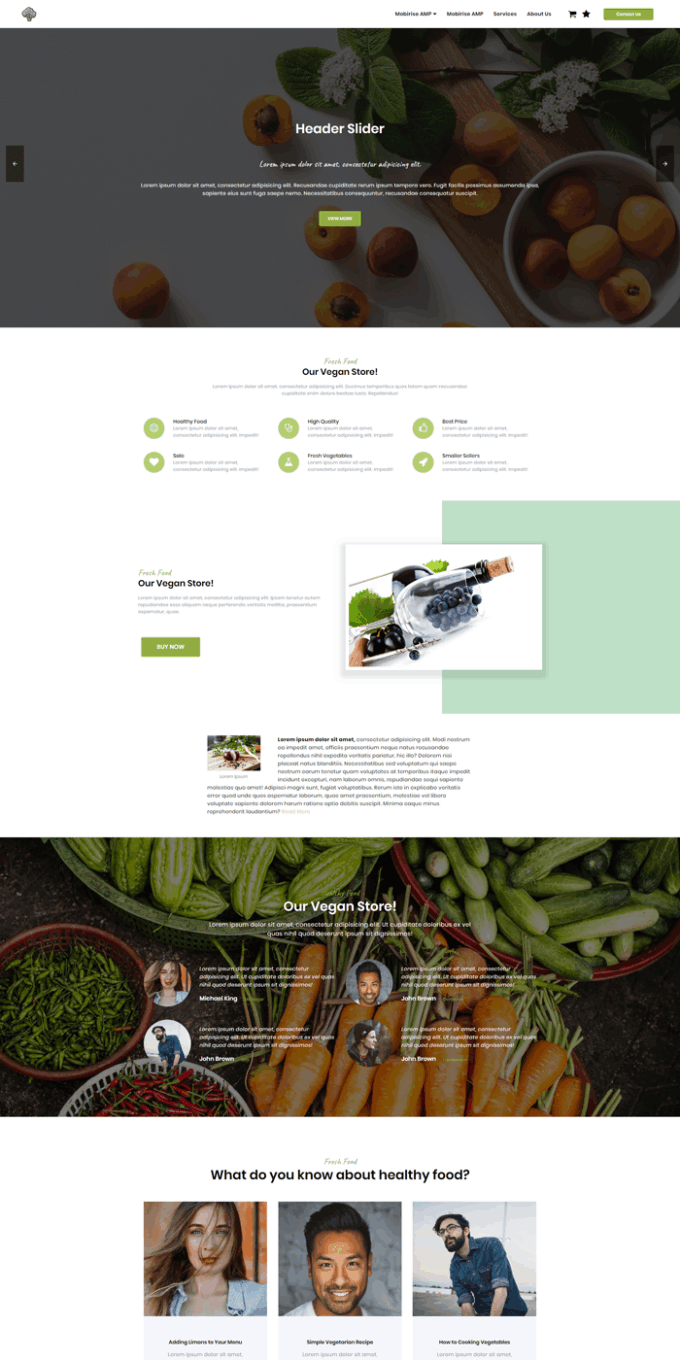 Mobirise AMP
Mobirise AMP
Services
About Us
Contact Us
Header Slider
Lorem ipsum dolor sit amet, consectetur adipisicing elit.
Lorem ipsum dolor sit amet, consectetur adipisicing elit. Recusandae cupiditate rerum ipsum tempora vero. Fugit facilis possimus assumenda ipsa,
sapiente eius sunt fuga saepe nemo. Necessitatibus consequuntur, recusandae consequatur suscipit.
VIEW MORE
Fresh Food
Our Vegan Store!
Lorem ipsum dolor sit amet, consectetur adipisicing elit. Ducimus temporibus quia totam quam recusandae
cupiditate enim dolore beatae iusto. Repellendus!
Healthy Food
Lorem ipsum dolor sit amet,
consectetur adipisicing elit. Impedit!
High Quality
Lorem ipsum dolor sit amet,
consectetur adipisicing elit. Impedit!
Best Price
Lorem ipsum dolor sit amet,
consectetur adipisicing elit. Impedit!
Sale
Lorem ipsum dolor sit amet,
consectetur adipisicing elit. Impedit!
Fresh Vegetables
Lorem ipsum dolor sit amet,
consectetur adipisicing elit. Impedit!
Smaller Sellers
Lorem ipsum dolor sit amet,
consectetur adipisicing elit. Impedit!
Fresh Food
Our Vegan Store!
Lorem ipsum dolor sit amet, consectetur adipisicing elit. Ipsam tenetur autem
repudiandae esse aliquam neque perferendis veritatis mollitia, praesentium
aspernatur, quae.
BUY NOW
Lorem ipsum
Lorem ipsum dolor sit amet, consectetur adipisicing elit. Modi nostrum
ea impedit amet, officiis praesentium neque natus recusandae
repellendus nihil expedita veritatis pariatur, hic illo? Dolorem nisi
placeat natus blanditiis. Necessitatibus sed voluptatum qui saepe
nostrum earum tenetur quam voluptates at temporibus itaque impedit
incidunt excepturi, nam laborum omnis, repudiandae sequi sapiente
molestias quo amet! Adipisci magni sunt, fugiat voluptatibus. Rerum iste in explicabo veritatis
error quod unde quos aspernatur laborum, quae amet praesentium, molestiae vel libero
voluptate sapiente dolorem harum ratione optio debitis suscipit. Minima eaque minus
reprehenderit laudantium? Read More
Healthy Food
Our Vegan Store!
Lorem ipsum dolor sit amet, consectetur adipisicing elit. Ut cupiditate doloribus ex vel
quas nihil quod deserunt ipsum sit dignissimos!
Lorem ipsum dolor sit amet, consectetur
adipisicing elit. Ut cupiditate doloribus ex vel quas
nihil quod deserunt ipsum sit dignissimos!
Michael King
Lorem ipsum dolor sit amet, consectetur
adipisicing elit. Ut cupiditate doloribus ex vel quas
nihil quod deserunt ipsum sit dignissimos!
John Brown
Lorem ipsum dolor sit amet, consectetur
adipisicing elit. Ut cupiditate doloribus ex vel quas
nihil quod deserunt ipsum sit dignissimos!
John Brown
Lorem ipsum dolor sit amet, consectetur
adipisicing elit. Ut cupiditate doloribus ex vel quas
nihil quod deserunt ipsum sit dignissimos!
John Brown
Fresh Food
What do you know about healthy food?
Adding Limons to Your Menu
Lorem ipsum dolor sit amet,
Simple Vegetarian Recipe
Lorem ipsum dolor sit amet,
How to Cooking Vegetables
Lorem ipsum dolor sit amet,